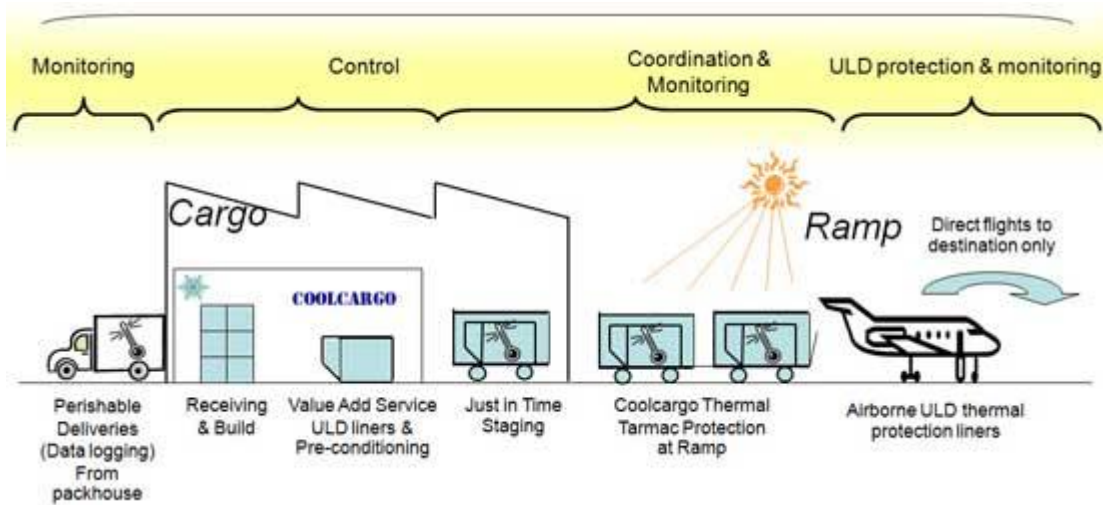 Monitoring
Control
Coordination &
Monitoring
ULD protection & monitoring
Cargo
COOLCARGO
Ramp
Direct flights to
destination only
Perishable
Deliveries
(Data logging)
From
packhouse
Receiving
& Build
Value Add Service
ULD liners &
Pre-conditioning
Just in Time
Staging
Coolcargo Thermal
Tarmac Protection
at Ramp
Airborne ULD thermal
protection liners